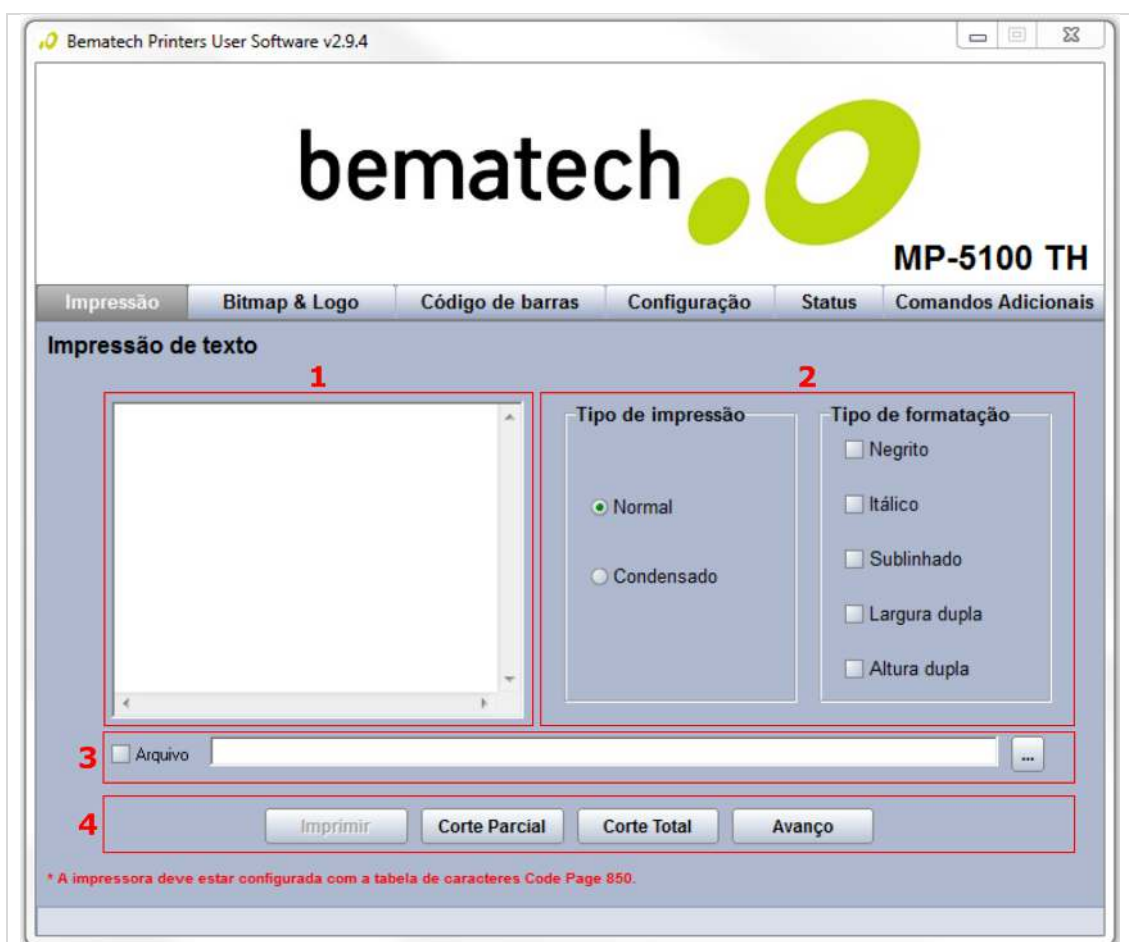 Bematech Printers User Software v2.9.4
bematech
MP-5100 TH
Impressão Bitmap & Logo Código de barras Configuração Status Comandos Adicionais
Impressão de texto
1 2
Tipo de impressão Tipo de formatação
Negrito
Normal Itálico
Condensado Sublinhado
Largura dupla
Altura dupla
3 Arquivo ...
4 Imprimir Corte Parcial Corte Total Avanço
* A impressora deve estar configurada com a tabela de caracteres Code Page 850.